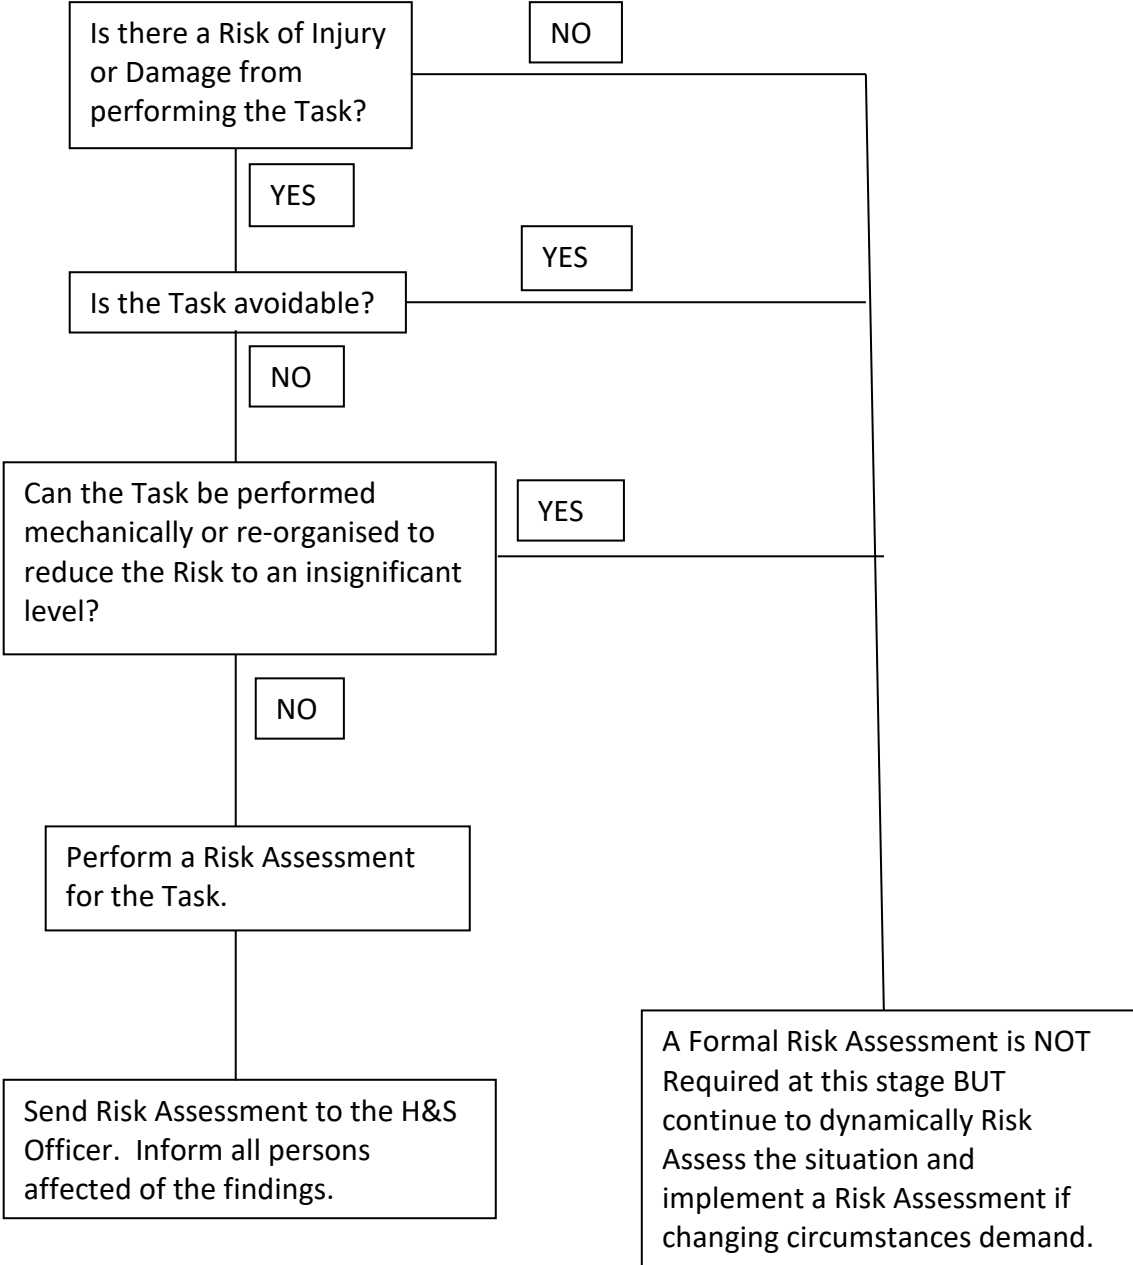 Is there a Risk of Injury
or Damage from
performing the Task?
NO
YES
YES
Is the Task avoidable?
NO
Can the Task be performed
mechanically or re-organised to
reduce the Risk to an insignificant
level?
YES
NO
Perform a Risk Assessment
for the Task.
A Formal Risk Assessment is NOT
Required at this stage BUT
continue to dynamically Risk
Assess the situation and
implement a Risk Assessment if
changing circumstances demand.
Send Risk Assessment to the H&S
Officer.  Inform all persons
affected of the findings.